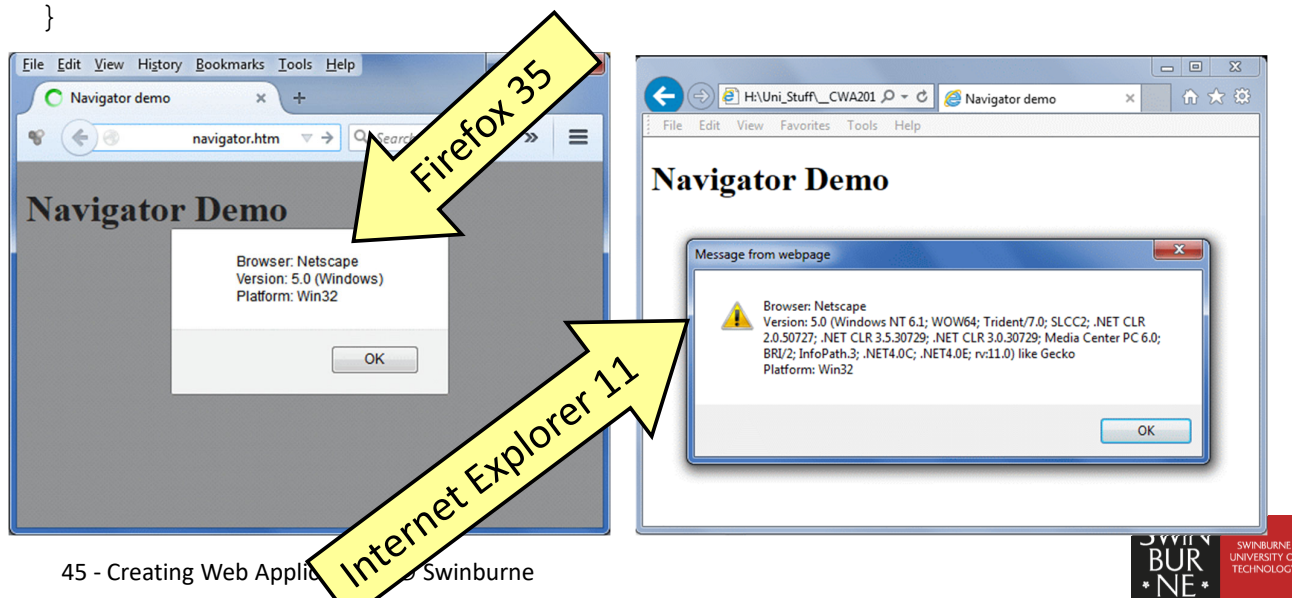 }
File Edit View History Bookmarks Tools Help
Navigator demo × +
navigator.htm Search »
Navigator Demo
Browser: Netscape
Version: 5.0 (Windows)
Platform: Win32
OK
Firefox 35
H:\Uni_Stuff\__CWA201
Navigator demo ×
File Edit View Favorites Tools Help
Navigator Demo
Message from webpage
Browser: Netscape
Version: 5.0 (Windows NT 6.1; WOW64; Trident/7.0; SLCC2; .NET CLR
2.0.50727; .NET CLR 3.5.30729; .NET CLR 3.0.30729; Media Center PC 6.0;
BRI/2; InfoPath.3; .NET4.0C; .NET4.0E; rv:11.0) like Gecko
Platform: Win32
OK
Internet Explorer 11
45 - Creating Web Swinburne
SWIN
BUR
* NE *
SWINBURNE
UNIVERSITY
TECHNOLOGY